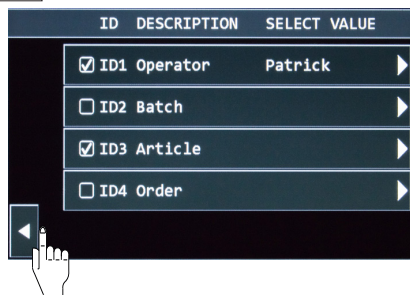 ID DESCRIPTION SELECT VALUE
ID1 Operator Patrick
ID2 Batch
ID3 Article
ID4 Order